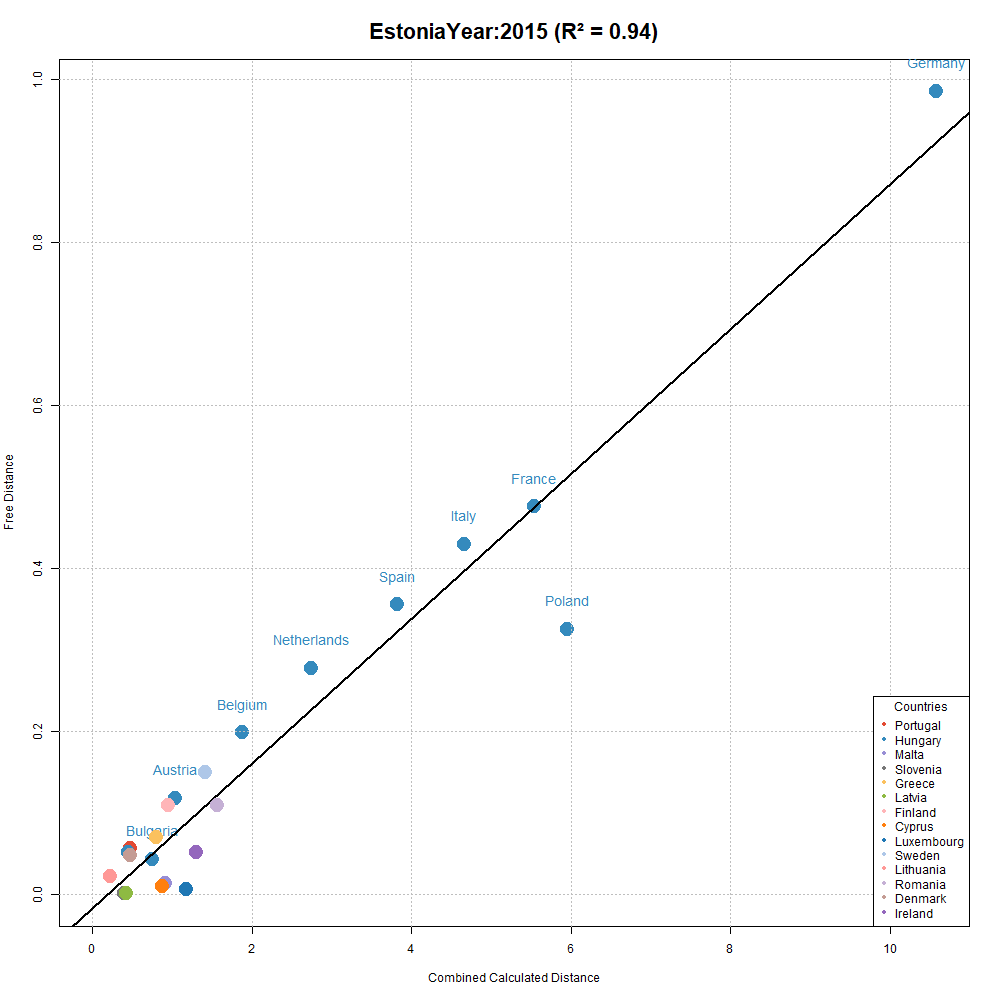 EstoniaYear:2015 (R² = 0.94)
Germany
France
Italy
Spain
Poland
Netherlands
Belgium
Austria
Bulgaria
1.0
0.8
0.6
0.4
0.2
0.0
Free Distance
0 2 4 6 8 10
Combined Calculated Distance
Countries
Portugal
Hungary
Malta
Slovenia
Greece
Latvia
Finland
Cyprus
Luxembourg
Sweden
Lithuania
Romania
Denmark
Ireland